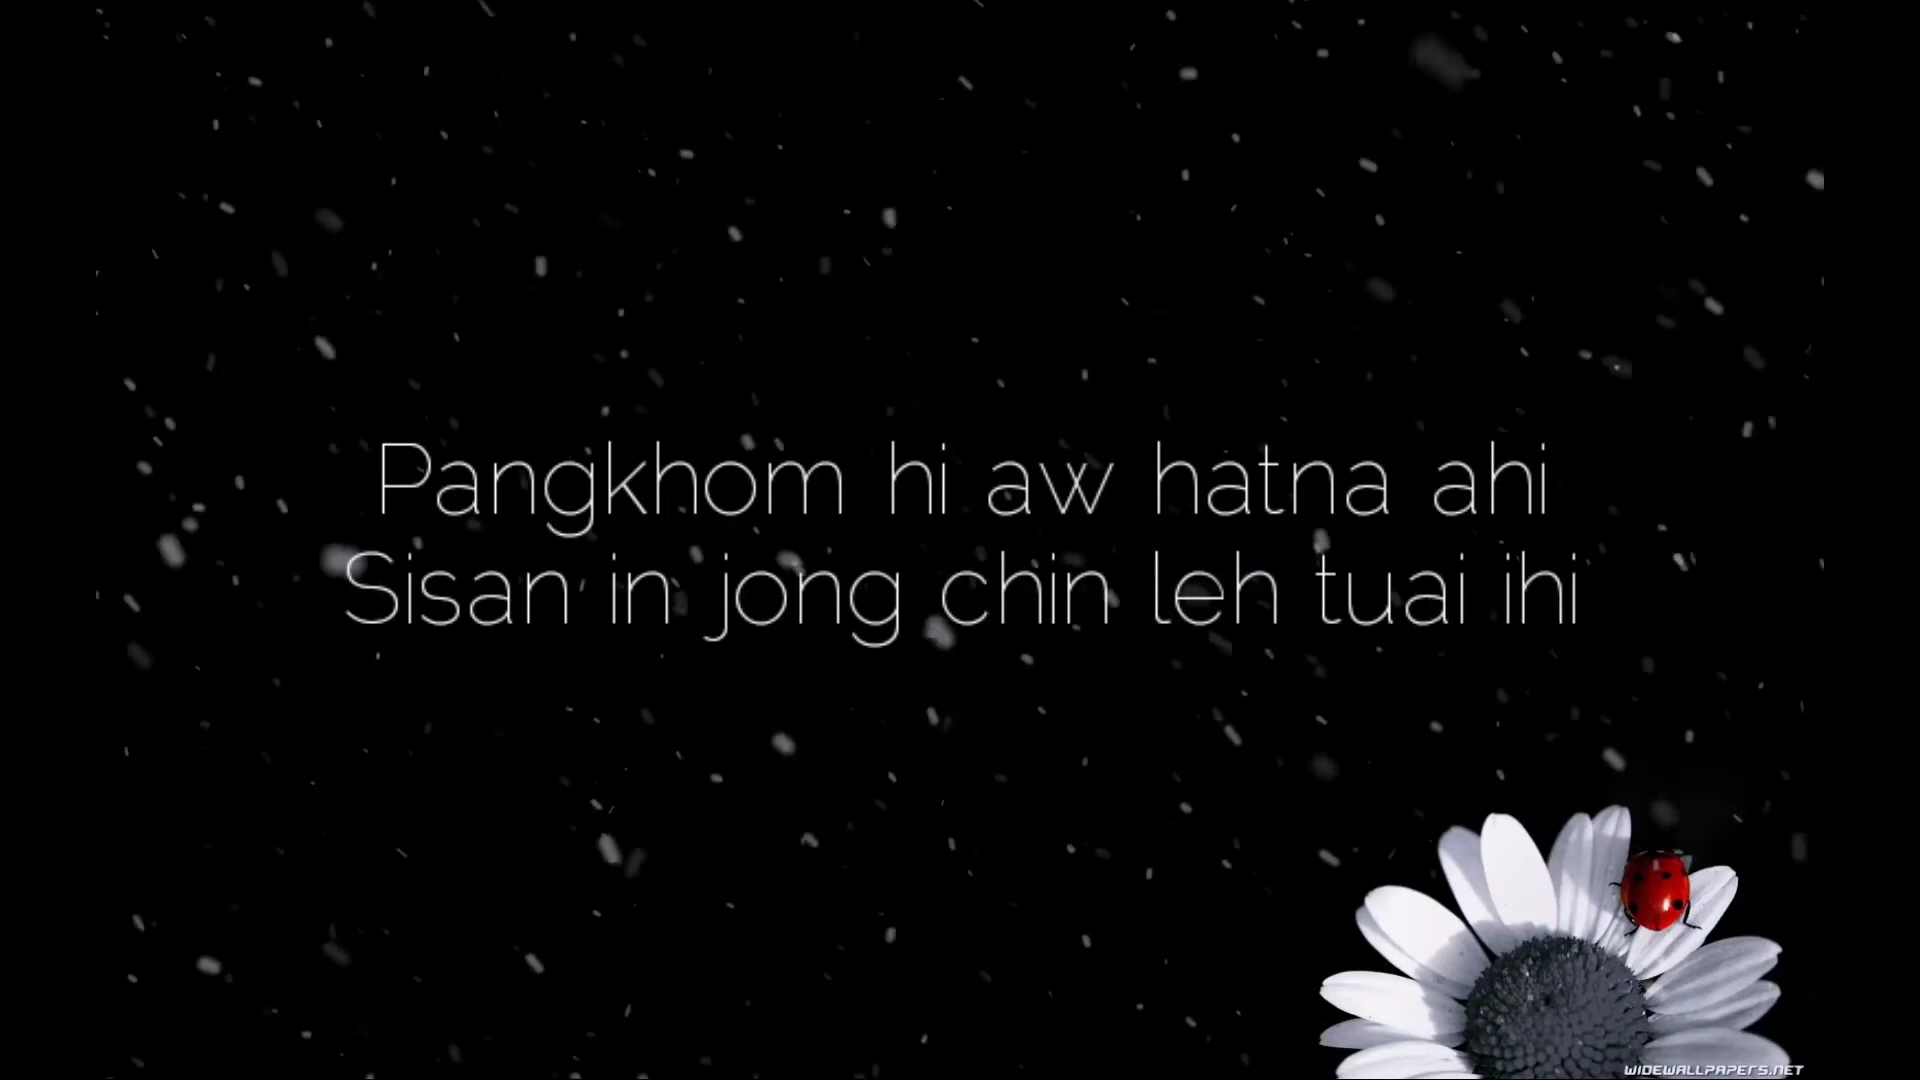 Pangkhom hi aw hatna ahi
Sisan in jong chin leh tuai ihi
WIDEWALLPAPERS.NET